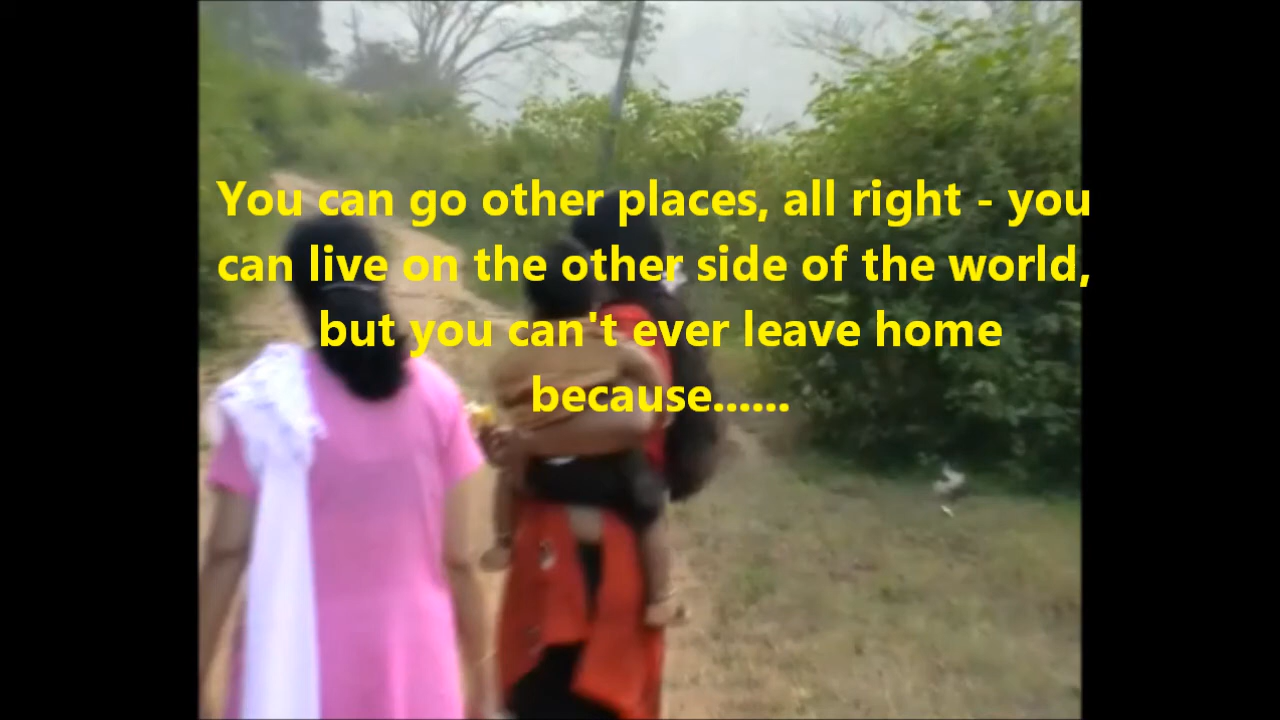 You can go other places, all right - you
can live on the other side of the world,
but you can't ever leave home
because......